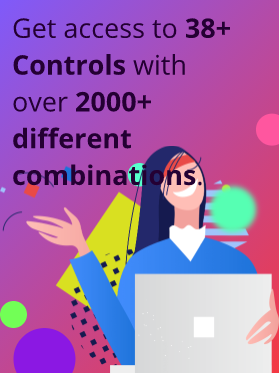 Get access to 38+
Controls with
over 2000+
different
combinations.